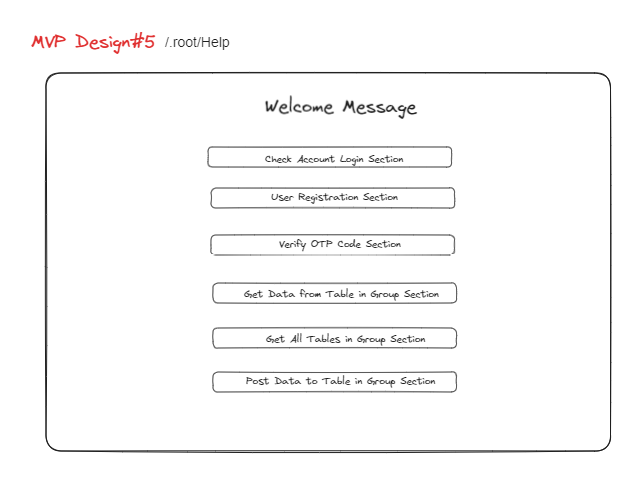 MVP Design#5 /.root/Help
Welcome Message
Check Account Login Section
User Registration Section
Verify OTP Code Section
Get Data from Table in Group Section
Get All Tables in Group Section
Post Data to Table in Group Section